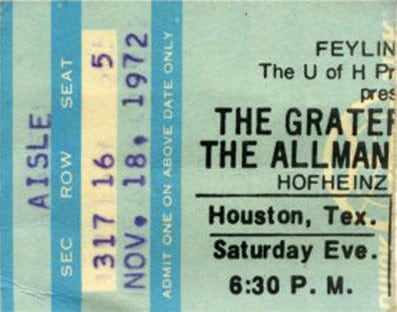 AISLE
SEC ROW SEAT
317 16 5
NOV. 18, 1972
ADMIT ONE ON ABOVE DATE ONLY
FEYLIN
The U of H Pr
pres
THE GRATEF
THE ALLMAN
HOFHEINZ
Houston, Tex.
Saturday Eve.
6:30 P. M.